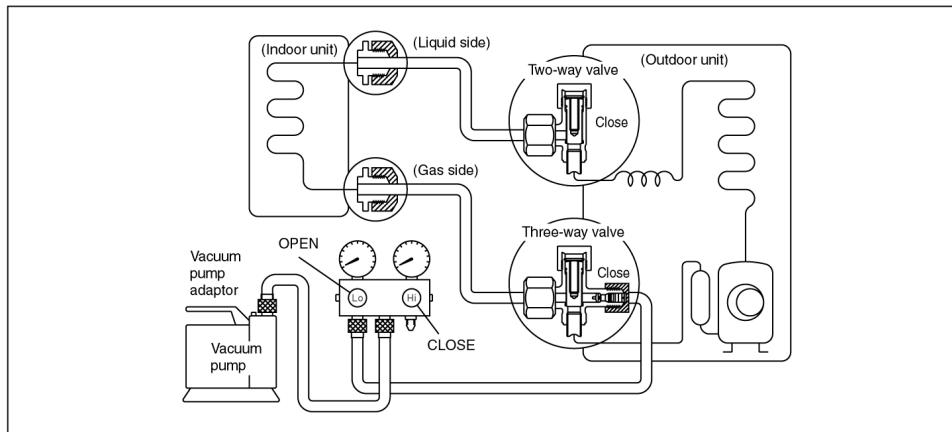 (Indoor unit)
(Liquid side)
Two-way valve
Close
(Outdoor unit)
(Gas side)
Three-way valve
Close
OPEN
Vacuum
pump
adaptor
Lo
Hi
CLOSE
Vacuum
pump